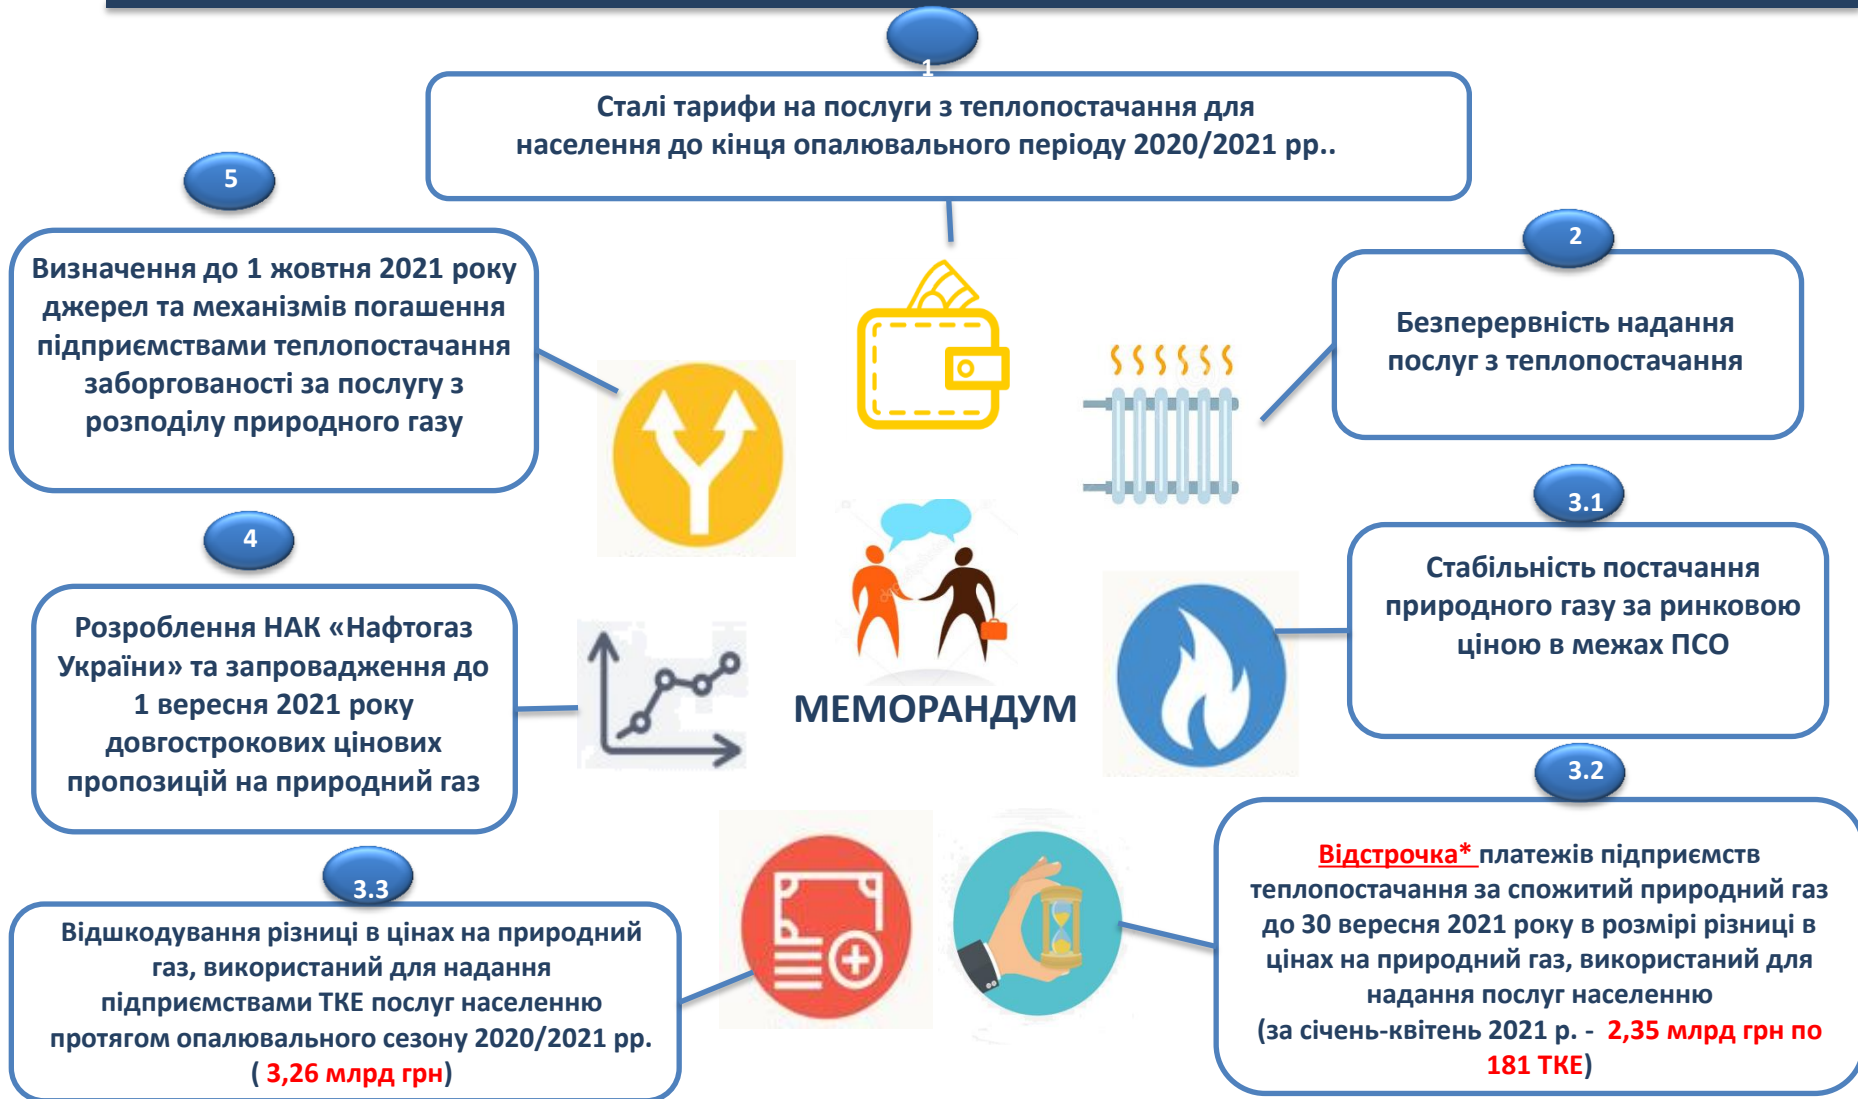 1
Сталі тарифи на послуги з теплопостачання для
населення до кінця опалювального періоду 2020/2021 рр..
5
Визначення до 1 жовтня 2021 року
джерел та механізмів погашення
підприємствами теплопостачання
заборгованості за послугу з
розподілу природного газу
2
Безперервність надання
послуг з теплопостачання
4
Розроблення НАК «Нафтогаз
України» та запровадження до
1 вересня 2021 року
довгострокових цінових
пропозицій на природний газ
МЕМОРАНДУМ
3.1
Стабільність постачання
природного газу за ринковою
ціною в межах ПСО
3.2
Відстрочка* платежів підприємств
теплопостачання за спожитий природний газ
до 30 вересня 2021 року в розмірі різниці в
цінах на природний газ, використаний для
надання послуг населенню
(за січень-квітень 2021 р. - 2,35 млрд грн по
181 ТКЕ)
3.3
Відшкодування різниці в цінах на природний
газ, використаний для надання
підприємствами ТКЕ послуг населенню
протягом опалювального сезону 2020/2021 рр.
( 3,26 млрд грн)